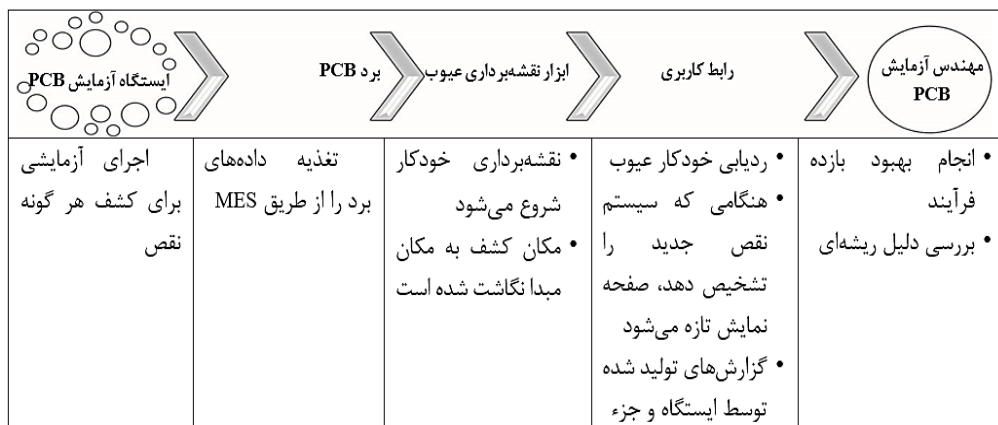 مهندس آزمایش
PCB
رابط کاربری
ابزار نقشه‌برداری عیوب
برد PCB
ایستگاه آزمایش PCB
• انجام بهبود بازده
فرآیند
• بررسی دلیل ریشه‌ای
• ردیابی خودکار عیوب
• هنگامی که سیستم
نقص جدید را
تشخیص دهد، صفحه
نمایش تازه می‌شود
• گزارش‌های تولید شده
توسط ایستگاه و جزء
• نقشه‌برداری خودکار
شروع می‌شود
• مکان کشف به مکان
مبدا نگاشت شده است
تغذیه داده‌های
برد را از طریق MES
اجرای آزمایشی
برای کشف هر گونه
نقص